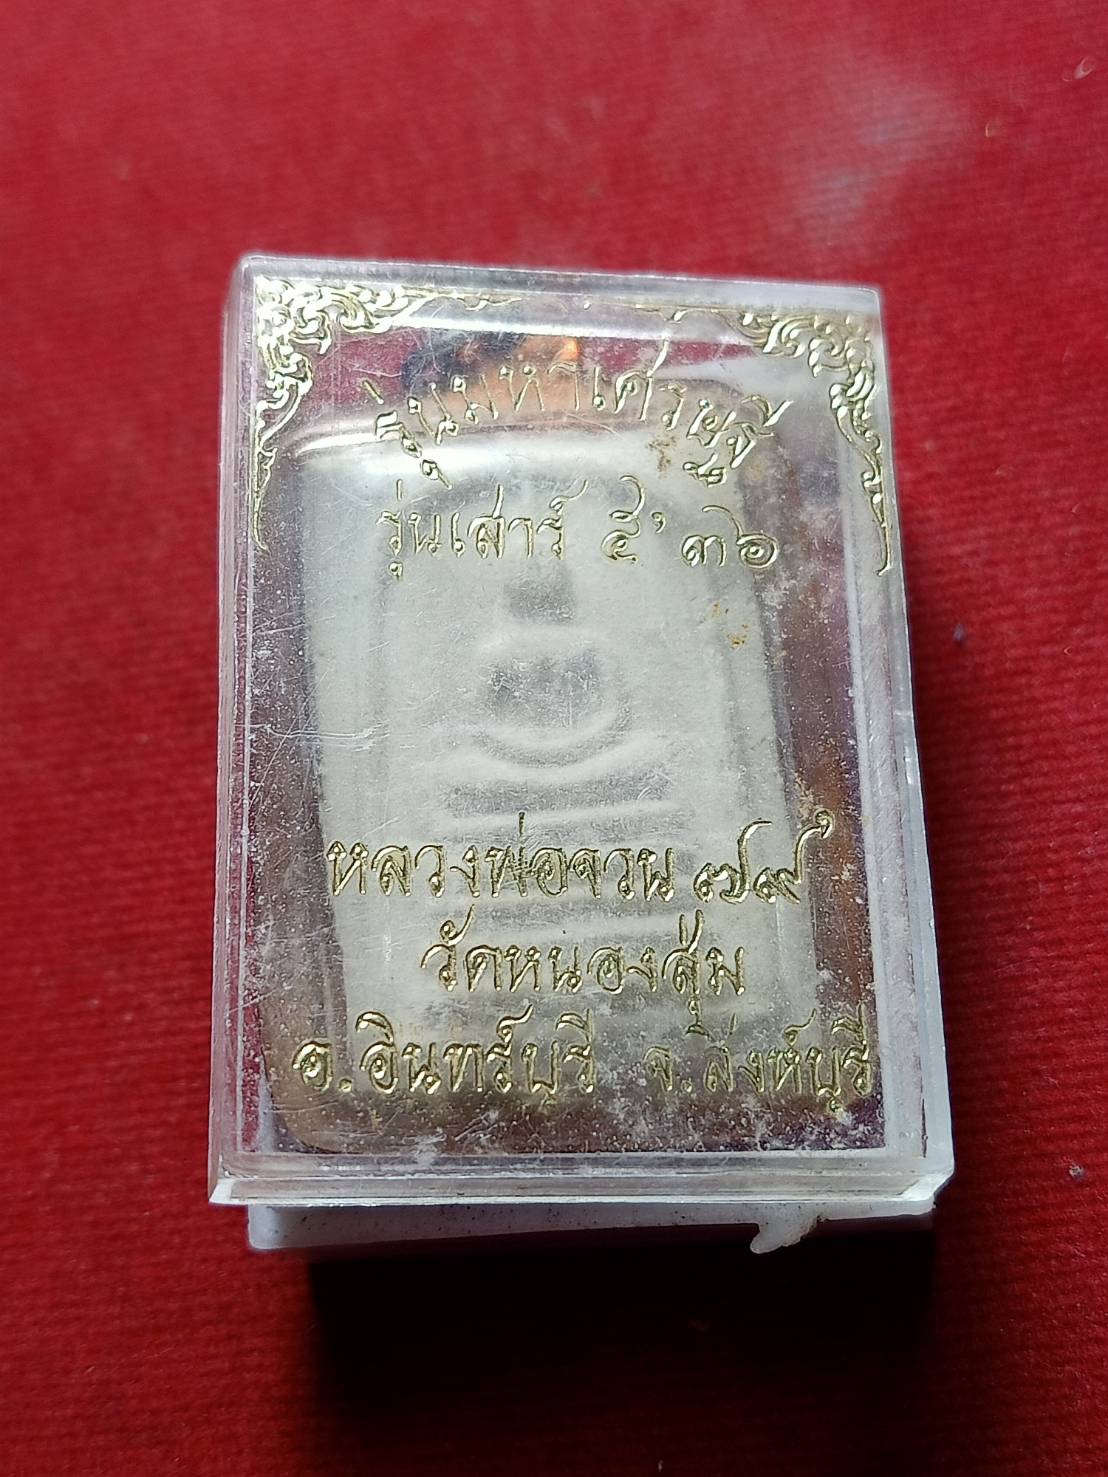 รุ่นมหาเศรษฐี
รุ่นเสาร์ ๕' ๓๖
หลวงพ่อจวน ๗๙
วัดหนองสุ่ม
อ.อินทร์บุรี จ.สิงห์บุรี